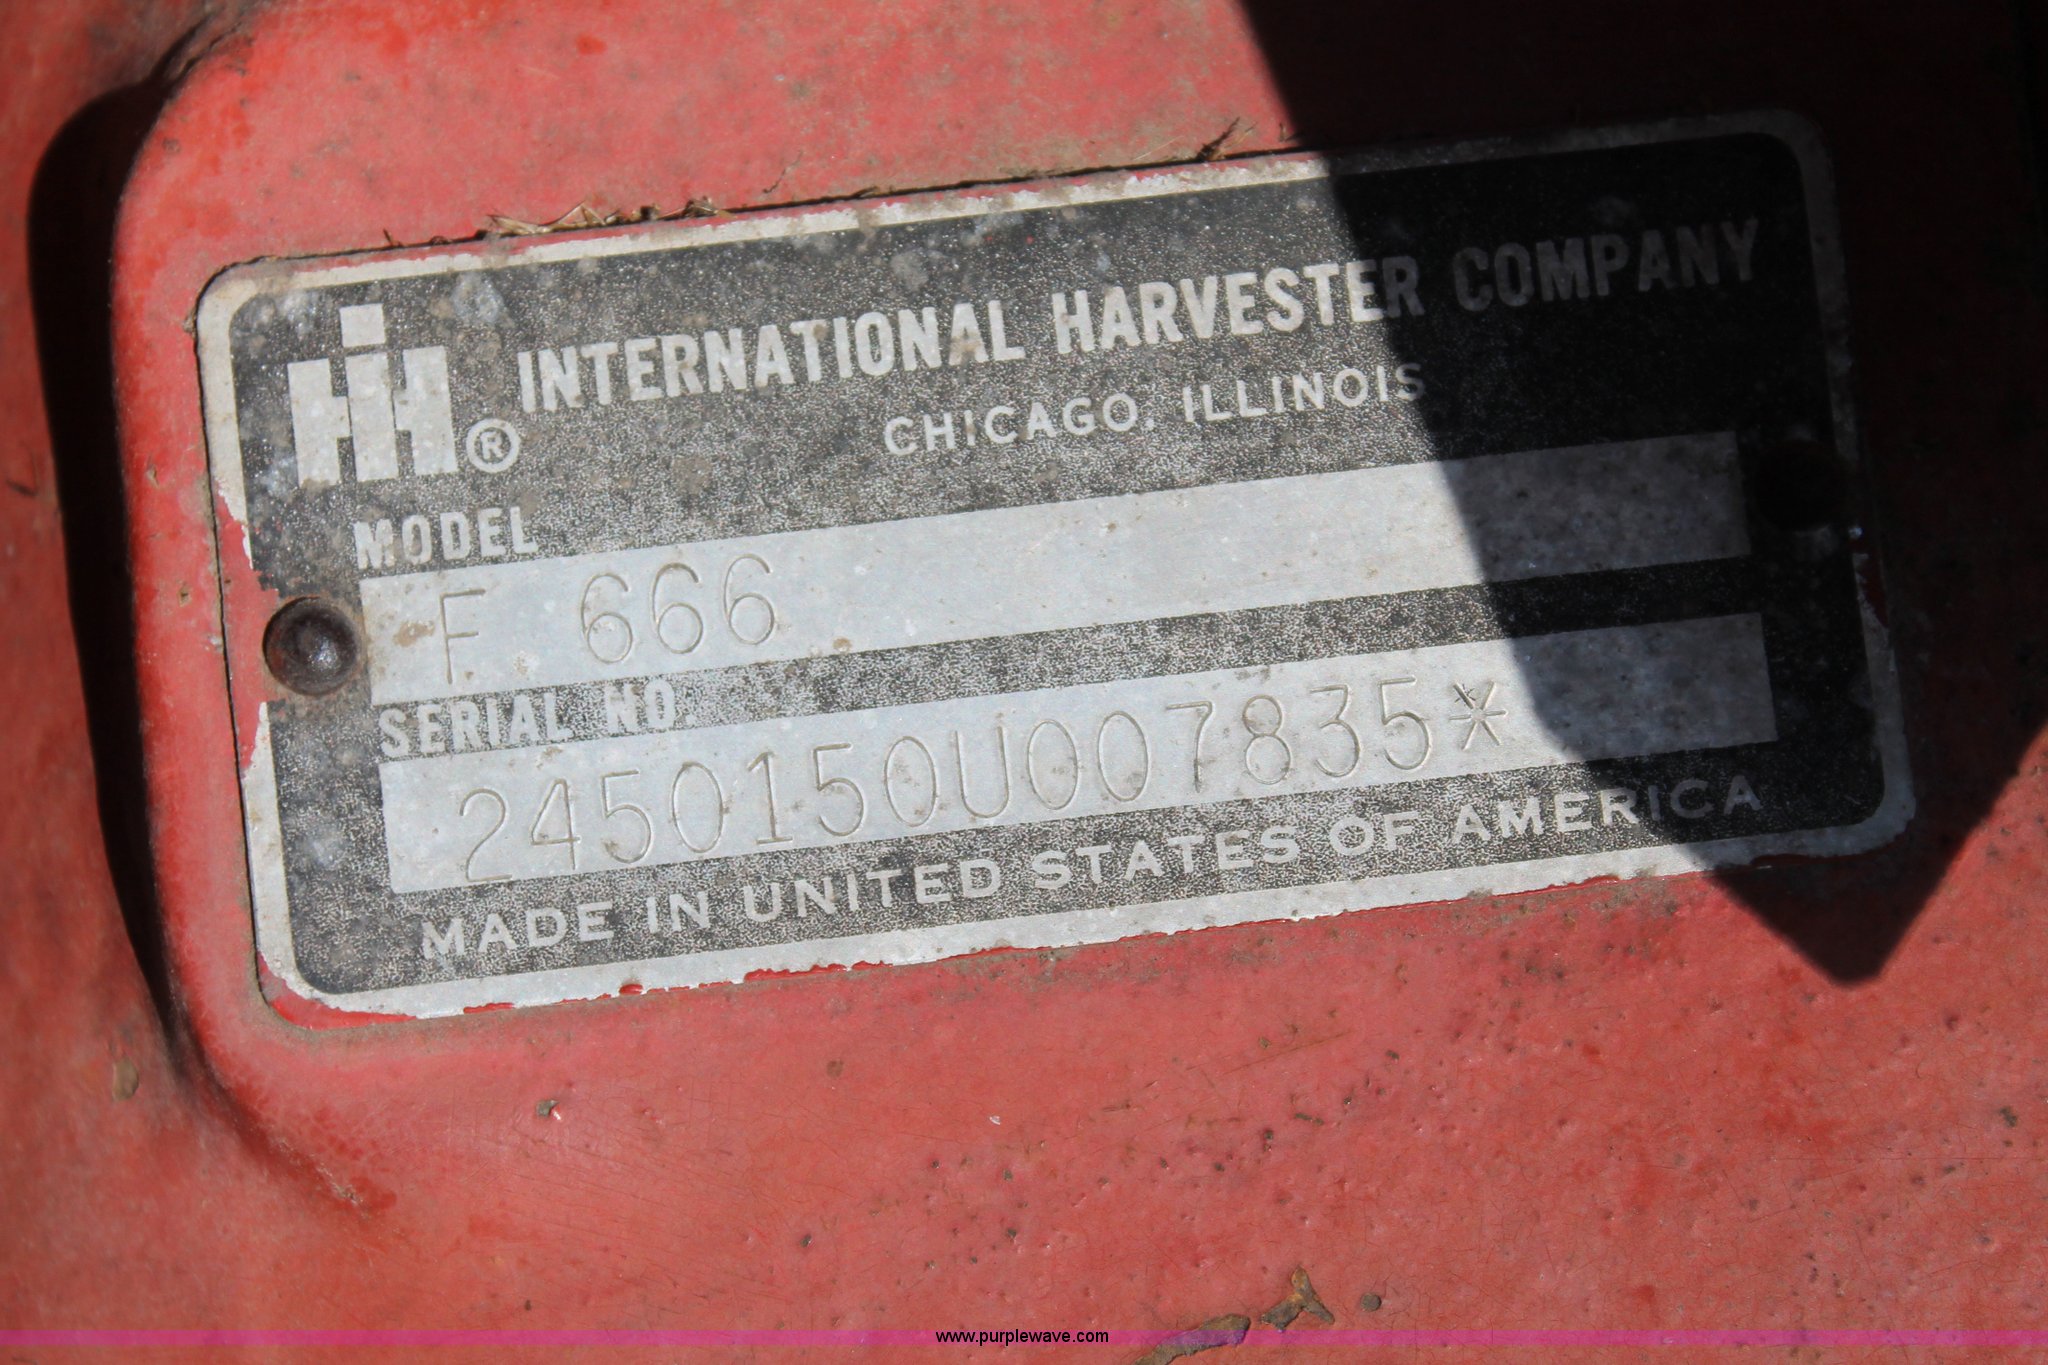 IH® INTERNATIONAL HARVESTER COMPANY
CHICAGO, ILLINOIS
MODEL
F 666
SERIAL NO.
2450150U007835*
MADE IN UNITED STATES OF AMERICA
www.purplewave.com